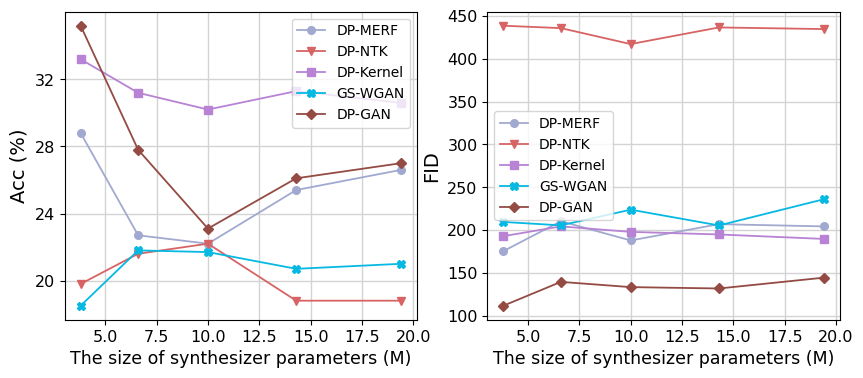 Acc (%)
32
28
24
20
DP-MERF
DP-NTK
DP-Kernel
GS-WGAN
DP-GAN
5.0 7.5 10.0 12.5 15.0 17.5 20.0
The size of synthesizer parameters (M)
FID
450
400
350
300
250
200
150
100
DP-MERF
DP-NTK
DP-Kernel
GS-WGAN
DP-GAN
5.0 7.5 10.0 12.5 15.0 17.5 20.0
The size of synthesizer parameters (M)